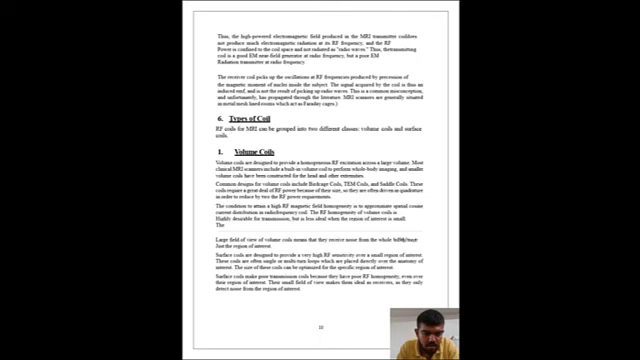 Thus, the high-powered electromagnetic field produced in the MRI transmitter coildoes
not produce much electromagnetic radiation at its RF frequency, and the RF
Power is confined to the coil space and not radiated as "radio waves." Thus, thetransmitting
coil is a good EM near-field generator at radio frequency, but a poor EM
Radiation transmitter at radio frequency.
The receiver coil picks up the oscillations at RF frequencies produced by precession of
the magnetic moment of nuclei inside the subject. The signal acquired by the coil is thus an
induced emf, and is not the result of picking up radio waves. This is a common misconception,
and unfortunately, has propagated through the literature. MRI scanners are generally situated
in metal mesh lined rooms which act as Faraday cages.)
6. Types of Coil
RF coils for MRI can be grouped into two different classes: volume coils and surface
coils.
1. Volume Coils
Volume coils are designed to provide a homogeneous RF excitation across a large volume. Most
clinical MRI scanners include a built-in volume coil to perform whole-body imaging, and smaller
volume coils have been constructed for the head and other extremities.
Common designs for volume coils include Birdcage Coils, TEM Coils, and Saddle Coils. These
coils require a great deal of RF power because of their size, so they are often driven in quadrature
in order to reduce by two the RF power requirements.
The condition to attain a high RF magnetic field homogeneity is to approximate spatial cosine
current distribution in radiofrequency coil. The RF homogeneity of volume coils is
Highly desirable for transmission, but is less ideal when the region of interest is small.
The
Large field of view of volume coils means that they receive noise from the whole body, not
Just the region of interest.
Surface coils are designed to provide a very high RF sensitivity over a small region of interest.
These coils are often single or multi-turn loops which are placed directly over the anatomy of
interest. The size of these coils can be optimized for the specific region of interest.
Surface coils make poor transmission coils because they have poor RF homogeneity, even over
their region of interest. Their small field of view makes them ideal as receivers, as they only
detect noise from the region of interest.
10